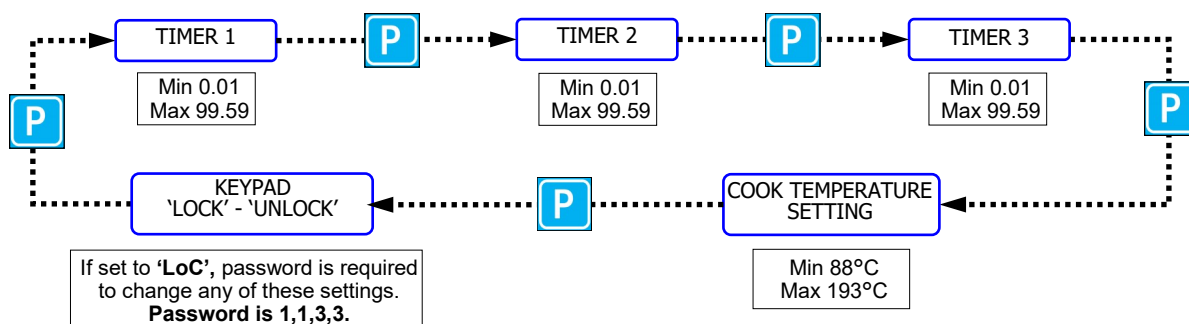 TIMER 1
P
TIMER 2
P
TIMER 3
Min 0.01
Max 99.59
Min 0.01
Max 99.59
Min 0.01
Max 99.59
P
P
KEYPAD
‘LOCK’ - ‘UNLOCK’
P
COOK TEMPERATURE
SETTING
If set to ‘LoC’, password is required
to change any of these settings.
Password is 1,1,3,3.
Min 88°C
Max 193°C